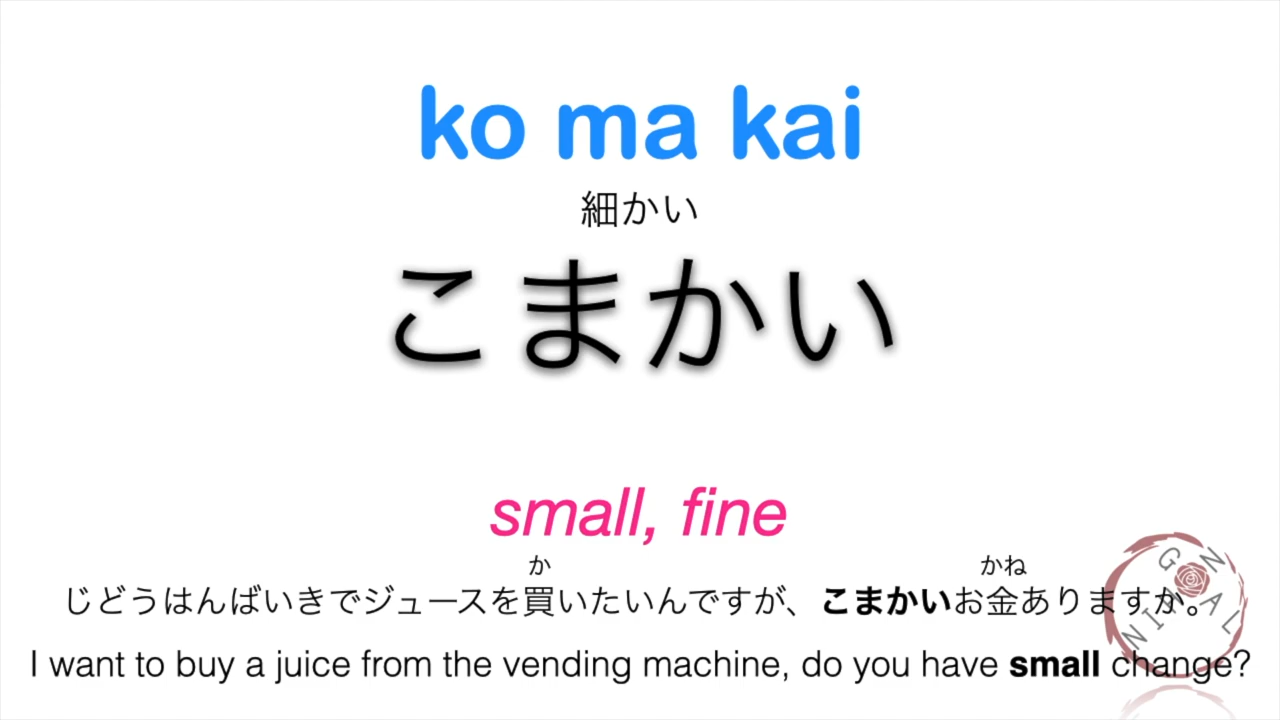 ko ma kai
細かい
こまかい
small, fine
か かね
じどうはんばいきでジュースを買いたいんですが、こまかいお金ありますか。
I want to buy a juice from the vending machine, do you have small change?